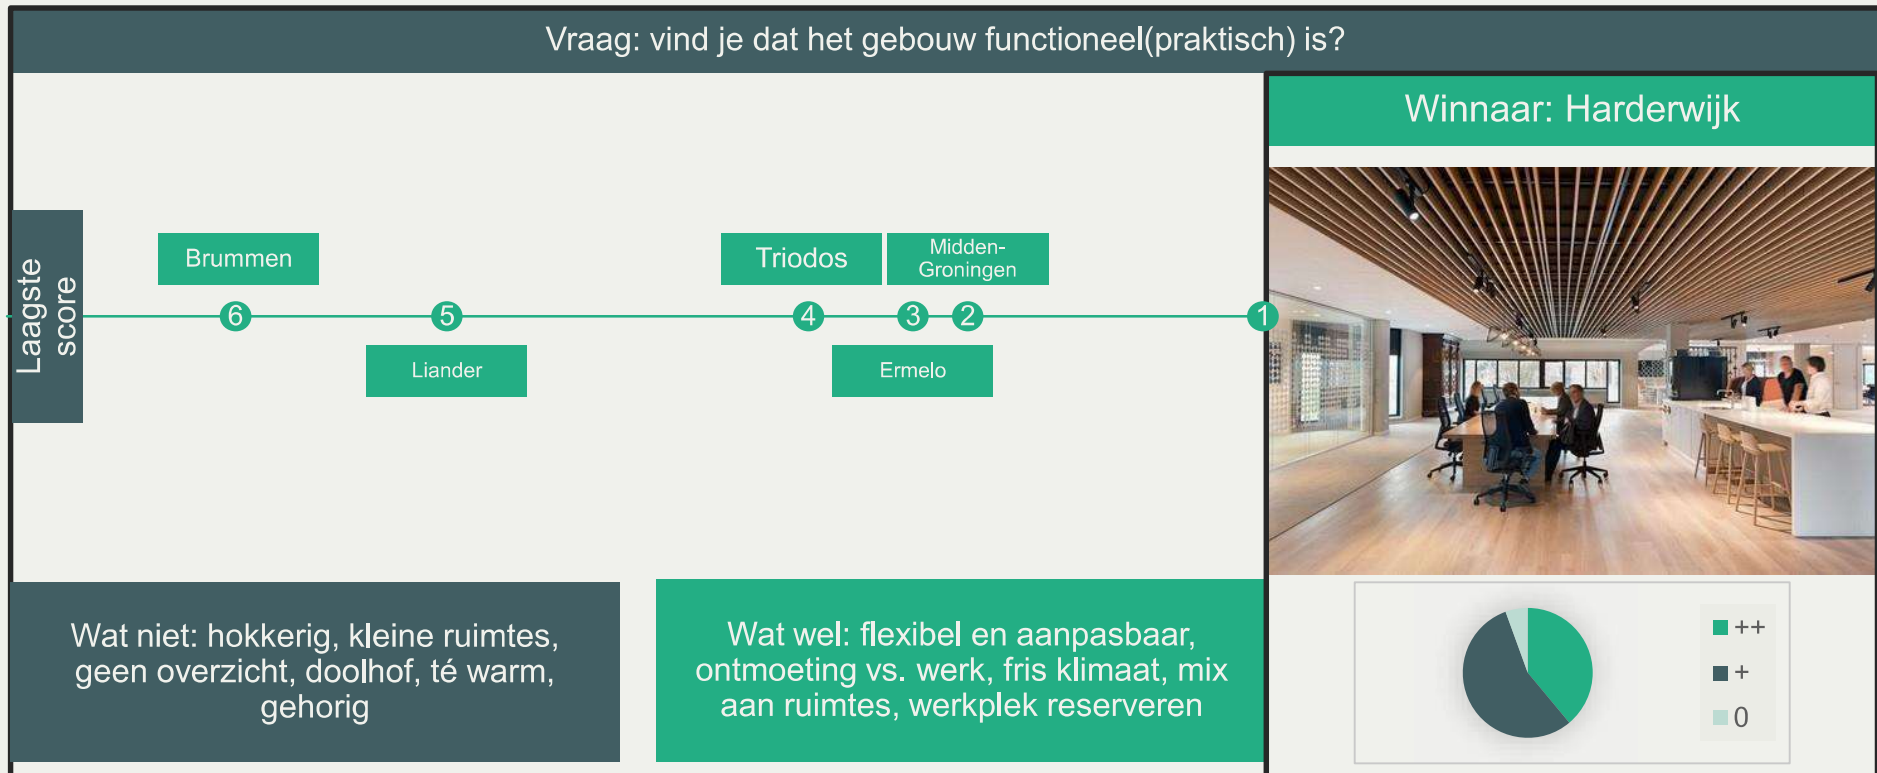 Vraag: vind je dat het gebouw functioneel(praktisch) is?
Winnaar: Harderwijk
Laagste
score
Brummen
Triodos
Midden-
Groningen
6
5
4
3
2
1
Liander
Ermelo
Wat niet: hokkerig, kleine ruimtes,
geen overzicht, doolhof, té warm,
gehorig
Wat wel: flexibel en aanpasbaar,
ontmoeting vs. werk, fris klimaat, mix
aan ruimtes, werkplek reserveren
++
+
0